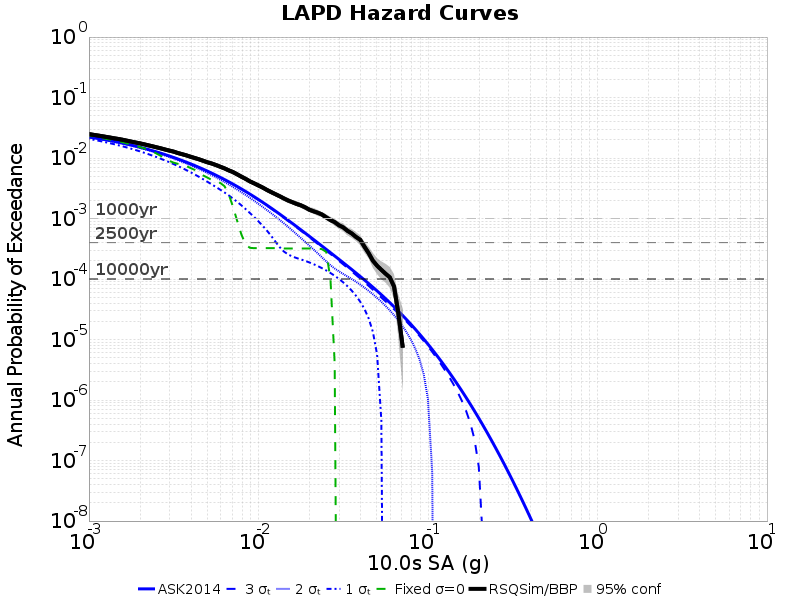 LAPD Hazard Curves
Annual Probability of Exceedance
10^0
10^-1
10^-2
10^-3
10^-4
10^-5
10^-6
10^-7
10^-8
1000yr
2500yr
10000yr
10^-3 10^-2 10^-1 10^0 10^1
10.0s SA (g)
ASK2014 3 σₜ 2 σₜ 1 σₜ Fixed σ=0 RSQSim/BBP 95% conf